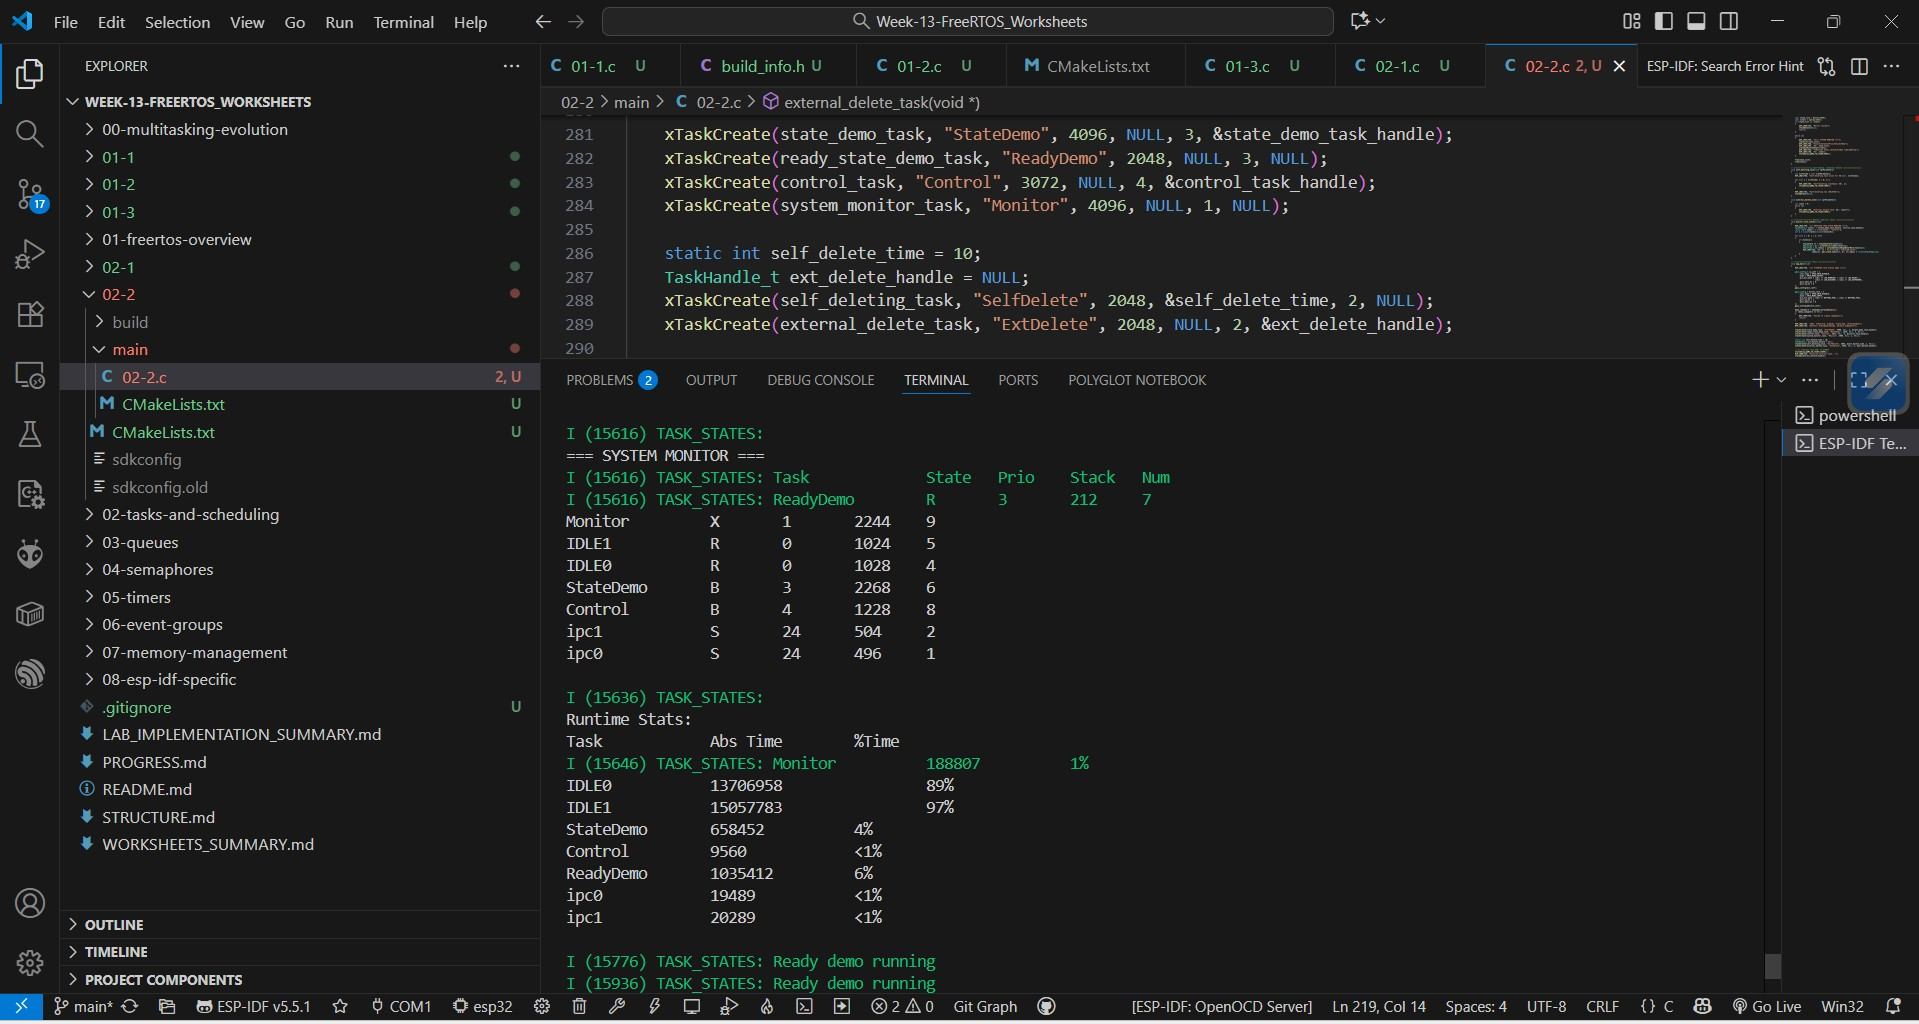 File Edit Selection View Go Run Terminal Help
Week-13-FreeRTOS_Worksheets
EXPLORER
WEEK-13-FREERTOS_WORKSHEETS
00-multitasking-evolution
01-1
01-2
01-3
01-freertos-overview
02-1
02-2
build
main
C 02-2.c 2, U
M CMakeLists.txt U
M CMakeLists.txt U
sdkconfig
sdkconfig.old
02-tasks-and-scheduling
03-queues
04-semaphores
05-timers
06-event-groups
07-memory-management
08-esp-idf-specific
.gitignore U
LAB_IMPLEMENTATION_SUMMARY.md
PROGRESS.md
README.md
STRUCTURE.md
WORKSHEETS_SUMMARY.md
OUTLINE
TIMELINE
PROJECT COMPONENTS
17
C 01-1.c U C build_info.h U C 01-2.c U M CMakeLists.txt C 01-3.c U C 02-1.c U C 02-2.c 2, U ESP-IDF: Search Error Hint
02-2 > main > C 02-2.c > external_delete_task(void *)
281 xTaskCreate(state_demo_task, "StateDemo", 4096, NULL, 3, &state_demo_task_handle);
282 xTaskCreate(ready_state_demo_task, "ReadyDemo", 2048, NULL, 3, NULL);
283 xTaskCreate(control_task, "Control", 3072, NULL, 4, &control_task_handle);
284 xTaskCreate(system_monitor_task, "Monitor", 4096, NULL, 1, NULL);
285
286 static int self_delete_time = 10;
287 TaskHandle_t ext_delete_handle = NULL;
288 xTaskCreate(self_deleting_task, "SelfDelete", 2048, &self_delete_time, 2, NULL);
289 xTaskCreate(external_delete_task, "ExtDelete", 2048, NULL, 2, &ext_delete_handle);
290
PROBLEMS 2 OUTPUT DEBUG CONSOLE TERMINAL PORTS POLYGLOT NOTEBOOK
powershell
ESP-IDF Te...
I (15616) TASK_STATES:
=== SYSTEM MONITOR ===
I (15616) TASK_STATES: Task State Prio Stack Num
I (15616) TASK_STATES: ReadyDemo R 3 212 7
Monitor X 1 2244 9
IDLE1 R 0 1024 5
IDLE0 R 0 1028 4
StateDemo B 3 2268 6
Control B 4 1228 8
ipc1 S 24 504 2
ipc0 S 24 496 1
I (15636) TASK_STATES:
Runtime Stats:
Task Abs Time %Time
I (15646) TASK_STATES: Monitor 188807 1%
IDLE0 13706958 89%
IDLE1 15057783 97%
StateDemo 658452 4%
Control 9560 <1%
ReadyDemo 1035412 6%
ipc0 19489 <1%
ipc1 20289 <1%
I (15776) TASK_STATES: Ready demo running
I (15936) TASK_STATES: Ready demo running
main* ESP-IDF v5.5.1 COM1 esp32 2 0 Git Graph [ESP-IDF: OpenOCD Server] Ln 219, Col 14 Spaces: 4 UTF-8 CRLF {} C Go Live Win32